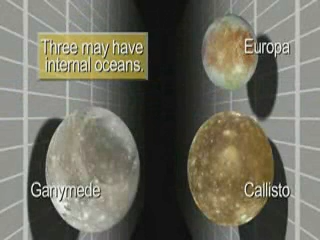 Three may have
internal oceans.
Europa
Ganymede
Callisto